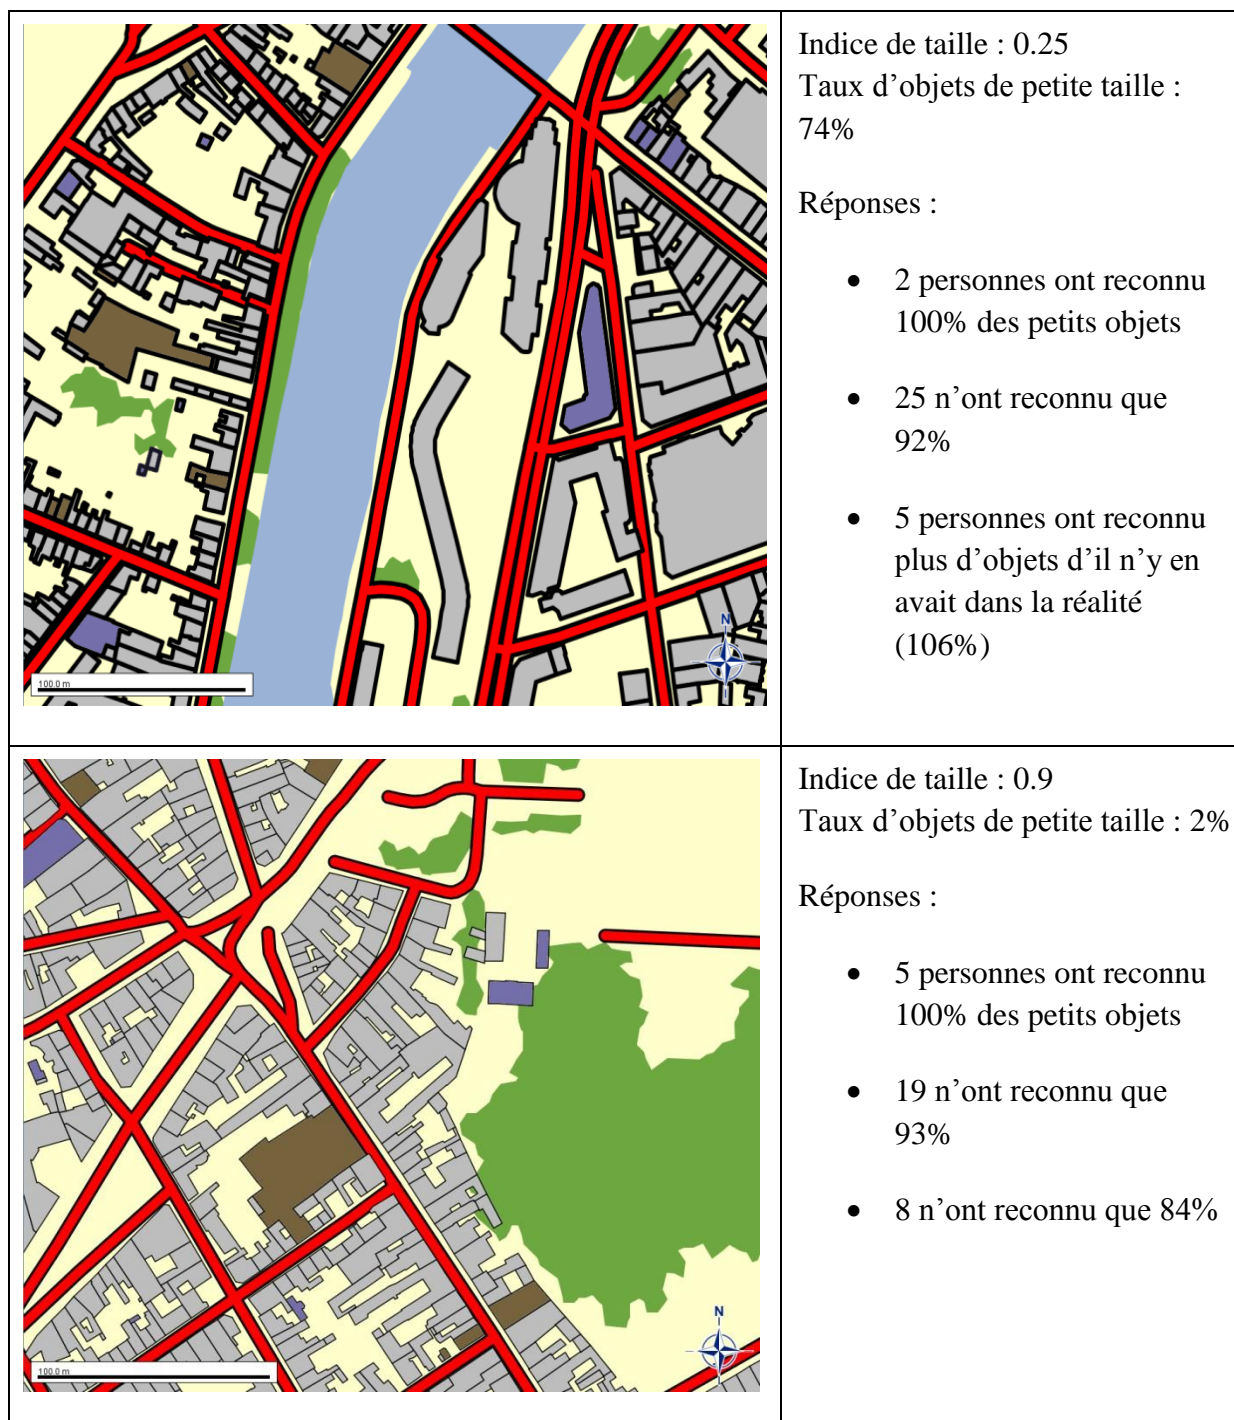 N
100.0 m
Indice de taille : 0.25
Taux d’objets de petite taille :
74%
Réponses :
• 2 personnes ont reconnu
100% des petits objets
• 25 n’ont reconnu que
92%
• 5 personnes ont reconnu
plus d’objets d’il n’y en
avait dans la réalité
(106%)
N
100.0 m
Indice de taille : 0.9
Taux d’objets de petite taille : 2%
Réponses :
• 5 personnes ont reconnu
100% des petits objets
• 19 n’ont reconnu que
93%
• 8 n’ont reconnu que 84%